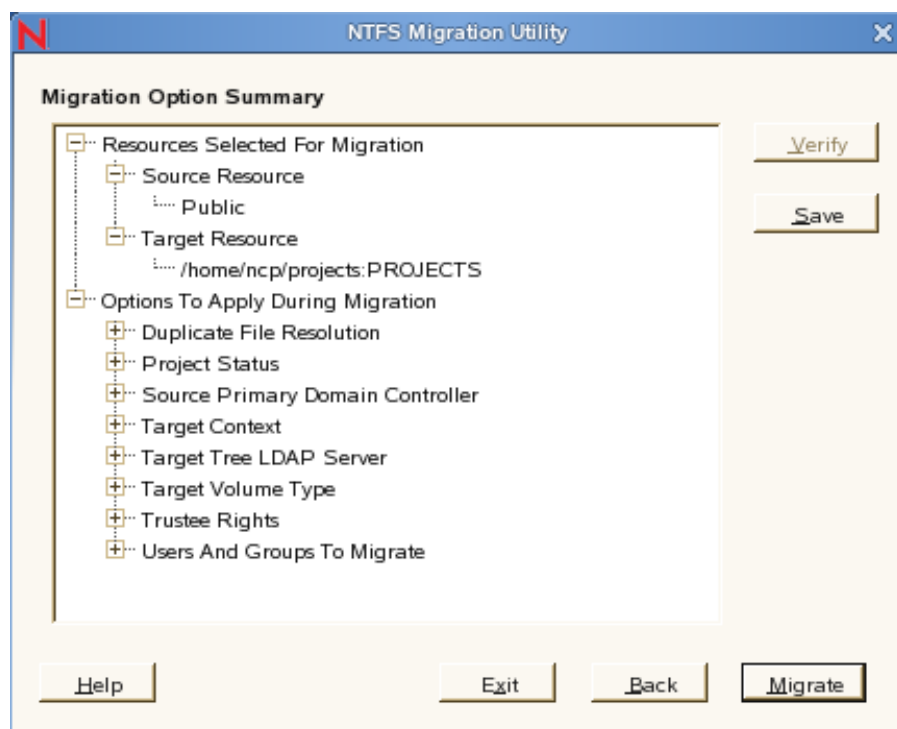 N
NTFS Migration Utility
Migration Option Summary
Resources Selected For Migration
Source Resource
Public
Target Resource
/home/ncp/projects:PROJECTS
Options To Apply During Migration
Duplicate File Resolution
Project Status
Source Primary Domain Controller
Target Context
Target Tree LDAP Server
Target Volume Type
Trustee Rights
Users And Groups To Migrate
Verify
Save
Help
Exit
Back
Migrate